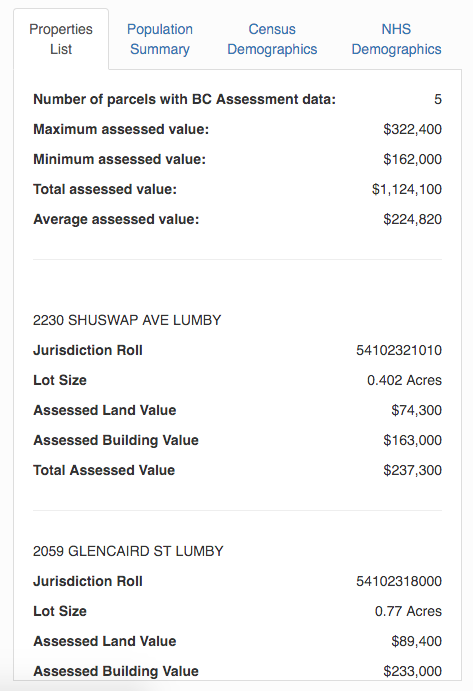 Properties List
Population Summary
Census Demographics
NHS Demographics
Number of parcels with BC Assessment data: 5
Maximum assessed value: $322,400
Minimum assessed value: $162,000
Total assessed value: $1,124,100
Average assessed value: $224,820
2230 SHUSWAP AVE LUMBY
Jurisdiction Roll 54102321010
Lot Size 0.402 Acres
Assessed Land Value $74,300
Assessed Building Value $163,000
Total Assessed Value $237,300
2059 GLENCAIRD ST LUMBY
Jurisdiction Roll 54102318000
Lot Size 0.77 Acres
Assessed Land Value $89,400
Assessed Building Value $233,000